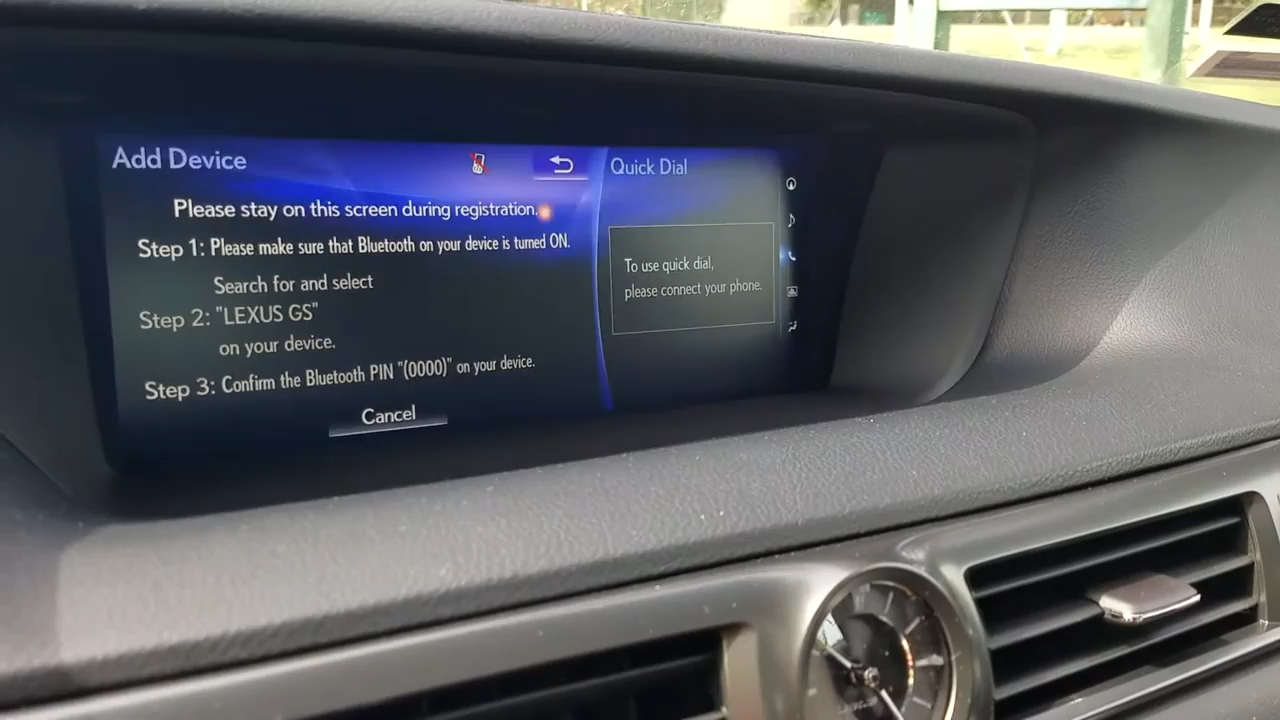 Add Device
Please stay on this screen during registration.
Step 1: Please make sure that Bluetooth on your device is turned ON.
Search for and select
Step 2: "LEXUS GS"
on your device.
Step 3: Confirm the Bluetooth PIN "(0000)" on your device.
Cancel
Quick Dial
To use quick dial,
please connect your phone.